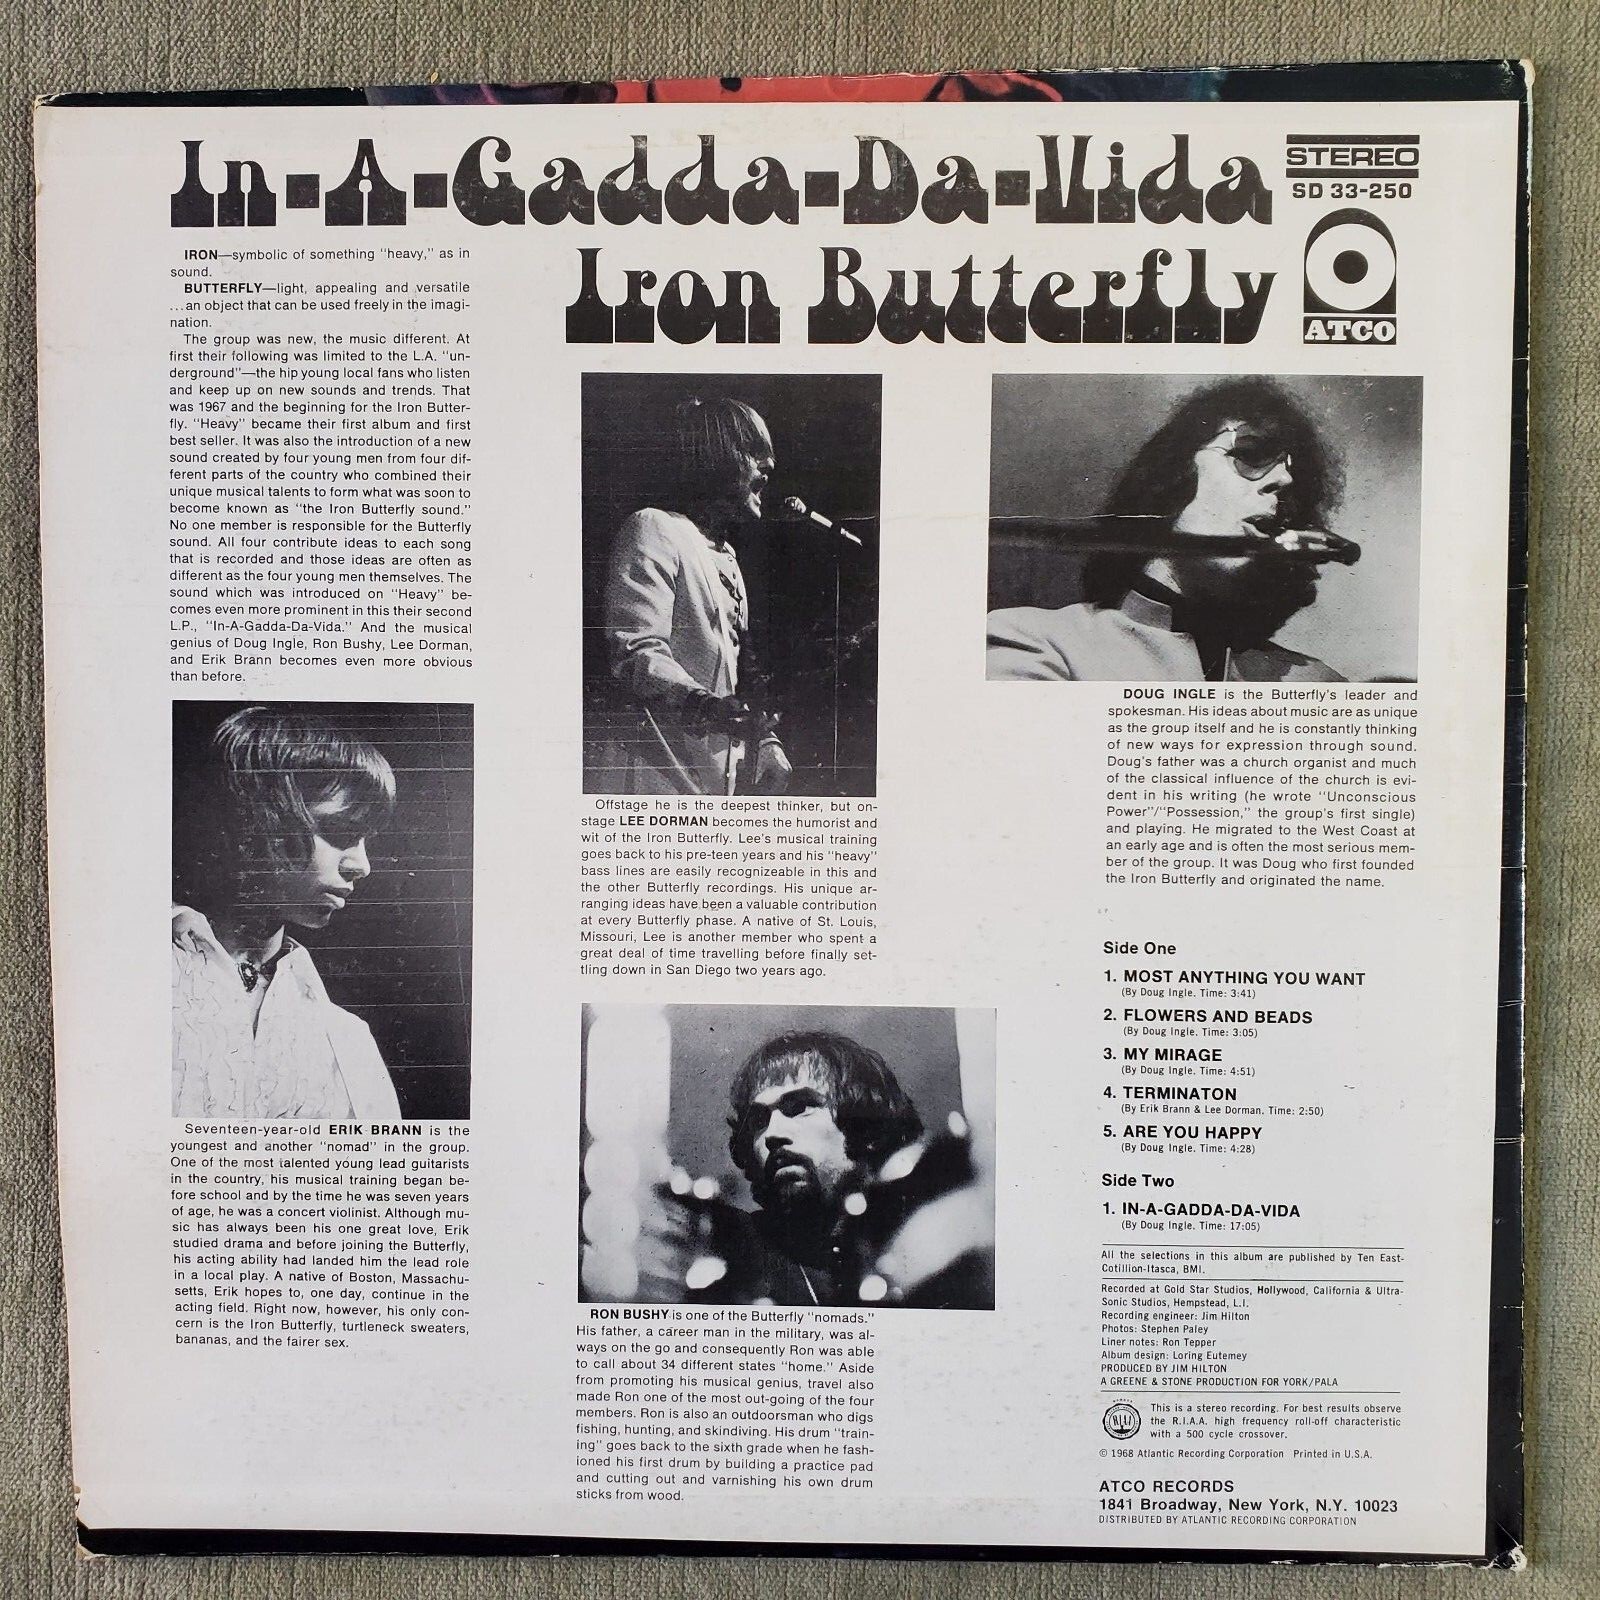 In-A-Gadda-Da-Vida
Iron Butterfly
STEREO
SD 33-250
ATCO
IRON—symbolic of something "heavy," as in
sound.
BUTTERFLY—light, appealing and versatile
...an object that can be used freely in the imagi-
nation.
The group was new, the music different. At
first their following was limited to the L.A. "un-
derground"—the hip young local fans who listen
and keep up on new sounds and trends. That
was 1967 and the beginning for the Iron Butter-
fly. "Heavy" became their first album and first
best seller. It was also the introduction of a new
sound created by four young men from four dif-
ferent parts of the country who combined their
unique musical talents to form what was soon to
become known as "the Iron Butterfly sound."
No one member is responsible for the Butterfly
sound. All four contribute ideas to each song
that is recorded and those ideas are often as
different as the four young men themselves. The
sound which was introduced on "Heavy" be-
comes even more prominent in this their second
L.P., "In-A-Gadda-Da-Vida." And the musical
genius of Doug Ingle, Ron Bushy, Lee Dorman,
and Erik Brann becomes even more obvious
than before.
Seventeen-year-old ERIK BRANN is the
youngest and another "nomad" in the group.
One of the most talented young lead guitarists
in the country, his musical training began be-
fore school and by the time he was seven years
of age, he was a concert violinist. Although mu-
sic has always been his one great love, Erik
studied drama and before joining the Butterfly,
his acting ability had landed him the lead role
in a local play. A native of Boston, Massachu-
setts, Erik hopes to, one day, continue in the
acting field. Right now, however, his only con-
cern is the Iron Butterfly, turtleneck sweaters,
bananas, and the fairer sex.
Offstage he is the deepest thinker, but on-
stage LEE DORMAN becomes the humorist and
wit of the Iron Butterfly. Lee's musical training
goes back to his pre-teen years and his "heavy"
bass lines are easily recognizeable in this and
the other Butterfly recordings. His unique ar-
ranging ideas have been a valuable contribution
at every Butterfly phase. A native of St. Louis,
Missouri, Lee is another member who spent a
great deal of time travelling before finally set-
tling down in San Diego two years ago.
RON BUSHY is one of the Butterfly "nomads."
His father, a career man in the military, was al-
ways on the go and consequently Ron was able
to call about 34 different states "home." Aside
from promoting his musical genius, travel also
made Ron one of the most out-going of the four
members. Ron is also an outdoorsman who digs
fishing, hunting, and skindiving. His drum "train-
ing" goes back to the sixth grade when he fash-
ioned his first drum by building a practice pad
and cutting out and varnishing his own drum
sticks from wood.
DOUG INGLE is the Butterfly's leader and
spokesman. His ideas about music are as unique
as the group itself and he is constantly thinking
of new ways for expression through sound.
Doug's father was a church organist and much
of the classical influence of the church is evi-
dent in his writing (he wrote "Unconscious
Power"/"Possession," the group's first single)
and playing. He migrated to the West Coast at
an early age and is often the most serious mem-
ber of the group. It was Doug who first founded
the Iron Butterfly and originated the name.
Side One
1. MOST ANYTHING YOU WANT
(By Doug Ingle. Time: 3:41)
2. FLOWERS AND BEADS
(By Doug Ingle. Time: 3:05)
3. MY MIRAGE
(By Doug Ingle. Time: 4:51)
4. TERMINATON
(By Erik Brann & Lee Dorman. Time: 2:50)
5. ARE YOU HAPPY
(By Doug Ingle. Time: 4:28)
Side Two
1. IN-A-GADDA-DA-VIDA
(By Doug Ingle. Time: 17:05)
All the selections in this album are published by Ten East-
Cotillion-Itasca, BMI.
Recorded at Gold Star Studios, Hollywood, California & Ultra-
Sonic Studios, Hempstead, L.I.
Recording engineer: Jim Hilton
Photos: Stephen Paley
Liner notes: Ron Tepper
Album design: Loring Eutemey
PRODUCED BY JIM HILTON
A GREENE & STONE PRODUCTION FOR YORK/PALA
RIAA
This is a stereo recording. For best results observe
the R.I.A.A. high frequency roll-off characteristic
with a 500 cycle crossover.
© 1968 Atlantic Recording Corporation Printed in U.S.A.
ATCO RECORDS
1841 Broadway, New York, N.Y. 10023
DISTRIBUTED BY ATLANTIC RECORDING CORPORATION